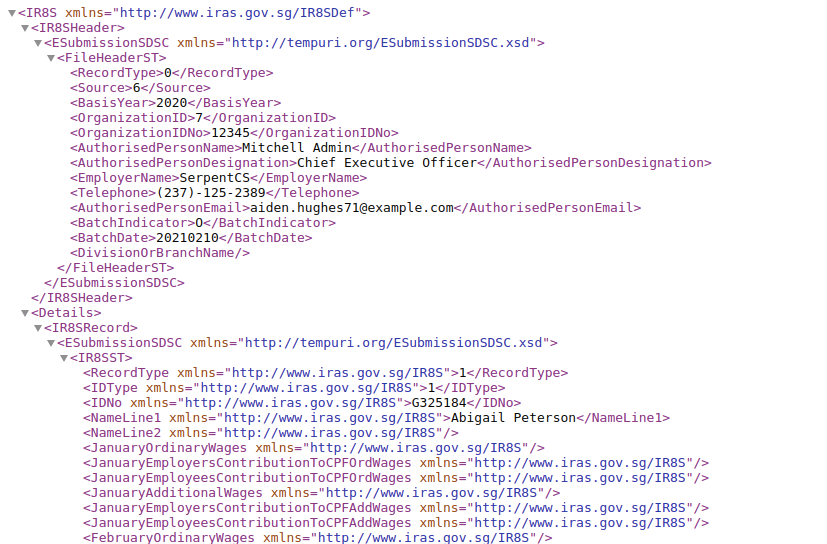 ▼<IR8S xmlns="http://www.iras.gov.sg/IR8SDef">
▼<IR8SHeader>
▼<ESubmissionSDSC xmlns="http://tempuri.org/ESubmissionSDSC.xsd">
▼<FileHeaderST>
<RecordType>0</RecordType>
<Source>6</Source>
<BasisYear>2020</BasisYear>
<OrganizationID>7</OrganizationID>
<OrganizationIDNo>12345</OrganizationIDNo>
<AuthorisedPersonName>Mitchell Admin</AuthorisedPersonName>
<AuthorisedPersonDesignation>Chief Executive Officer</AuthorisedPersonDesignation>
<EmployerName>SerpentCS</EmployerName>
<Telephone>(237)-125-2389</Telephone>
<AuthorisedPersonEmail>aiden.hughes71@example.com</AuthorisedPersonEmail>
<BatchIndicator>O</BatchIndicator>
<BatchDate>20210210</BatchDate>
<DivisionOrBranchName/>
</FileHeaderST>
</ESubmissionSDSC>
</IR8SHeader>
▼<Details>
▼<IR8SRecord>
▼<ESubmissionSDSC xmlns="http://tempuri.org/ESubmissionSDSC.xsd">
▼<IR8SST>
<RecordType xmlns="http://www.iras.gov.sg/IR8S">1</RecordType>
<IDType xmlns="http://www.iras.gov.sg/IR8S">1</IDType>
<IDNo xmlns="http://www.iras.gov.sg/IR8S">G325184</IDNo>
<NameLine1 xmlns="http://www.iras.gov.sg/IR8S">Abigail Peterson</NameLine1>
<NameLine2 xmlns="http://www.iras.gov.sg/IR8S"/>
<JanuaryOrdinaryWages xmlns="http://www.iras.gov.sg/IR8S"/>
<JanuaryEmployersContributionToCPFOrdWages xmlns="http://www.iras.gov.sg/IR8S"/>
<JanuaryEmployeesContributionToCPFOrdWages xmlns="http://www.iras.gov.sg/IR8S"/>
<JanuaryAdditionalWages xmlns="http://www.iras.gov.sg/IR8S"/>
<JanuaryEmployersContributionToCPFAddWages xmlns="http://www.iras.gov.sg/IR8S"/>
<JanuaryEmployeesContributionToCPFAddWages xmlns="http://www.iras.gov.sg/IR8S"/>
<FebruaryOrdinaryWages xmlns="http://www.iras.gov.sg/IR8S"/>